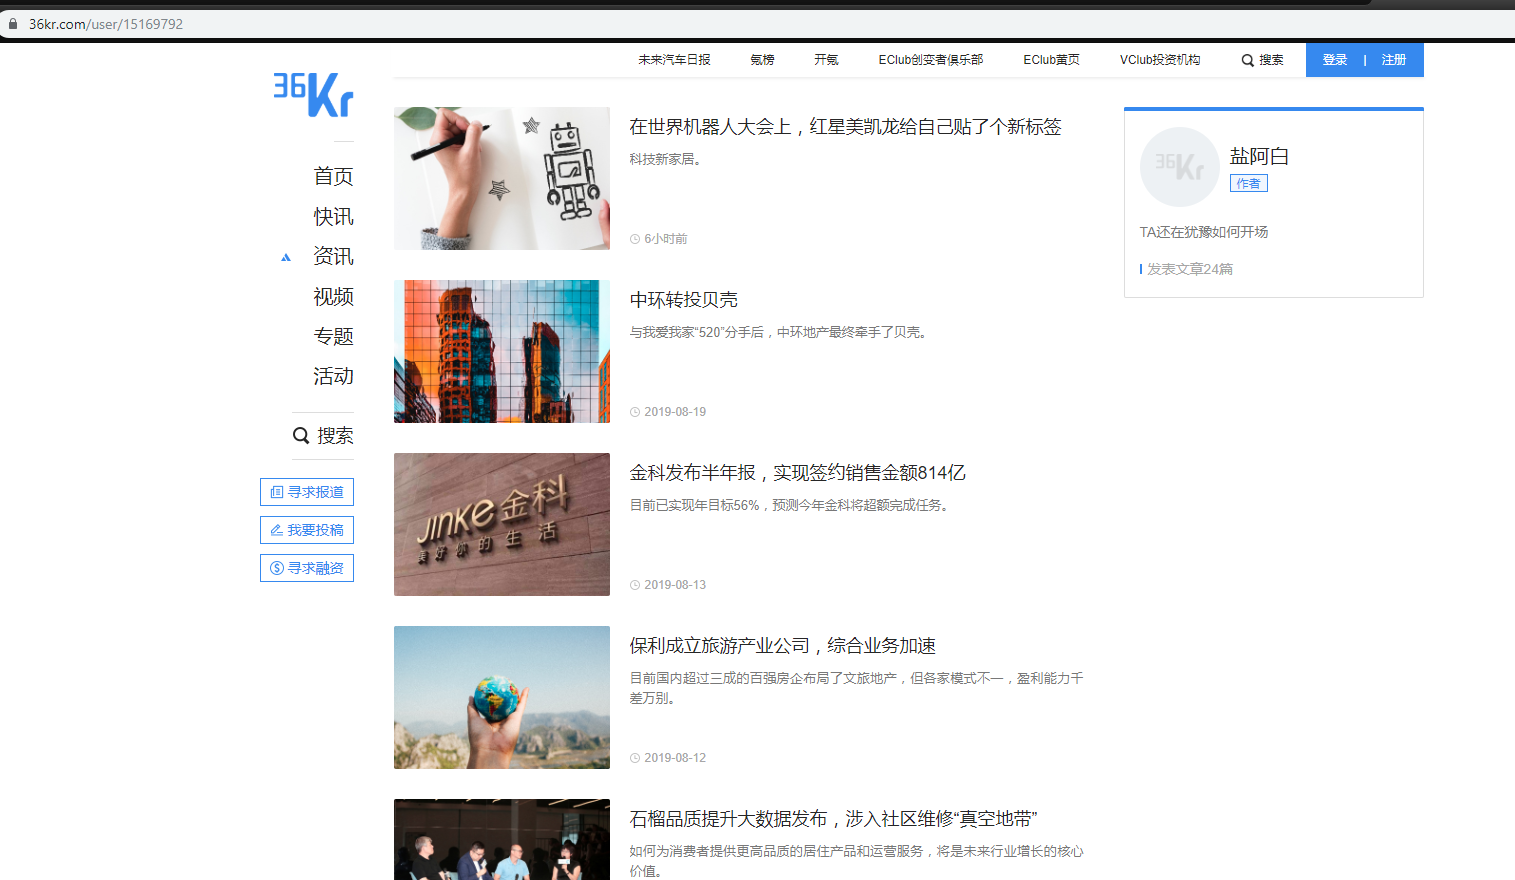 36kr.com/user/15169792
未来汽车日报 氪榜 开氪 EClub创变者俱乐部 EClub黄页 VClub投资机构 搜索 登录 | 注册
36Kr
首页
快讯
资讯
视频
专题
活动
搜索
寻求报道
我要投稿
寻求融资
在世界机器人大会上，红星美凯龙给自己贴了个新标签
科技新家居。
6小时前
中环转投贝壳
与我爱我家“520”分手后，中环地产最终牵手了贝壳。
2019-08-19
JINKE 金科
美好你的生活
金科发布半年报，实现签约销售金额814亿
目前已实现年目标56%，预测今年金科将超额完成任务。
2019-08-13
保利成立旅游产业公司，综合业务加速
目前国内超过三成的百强房企布局了文旅地产，但各家模式不一，盈利能力千
差万别。
2019-08-12
石榴品质提升大数据发布，涉入社区维修“真空地带”
如何为消费者提供更高品质的居住产品和运营服务，将是未来行业增长的核心
价值。
36Kr
盐阿白
作者
TA还在犹豫如何开场
发表文章24篇